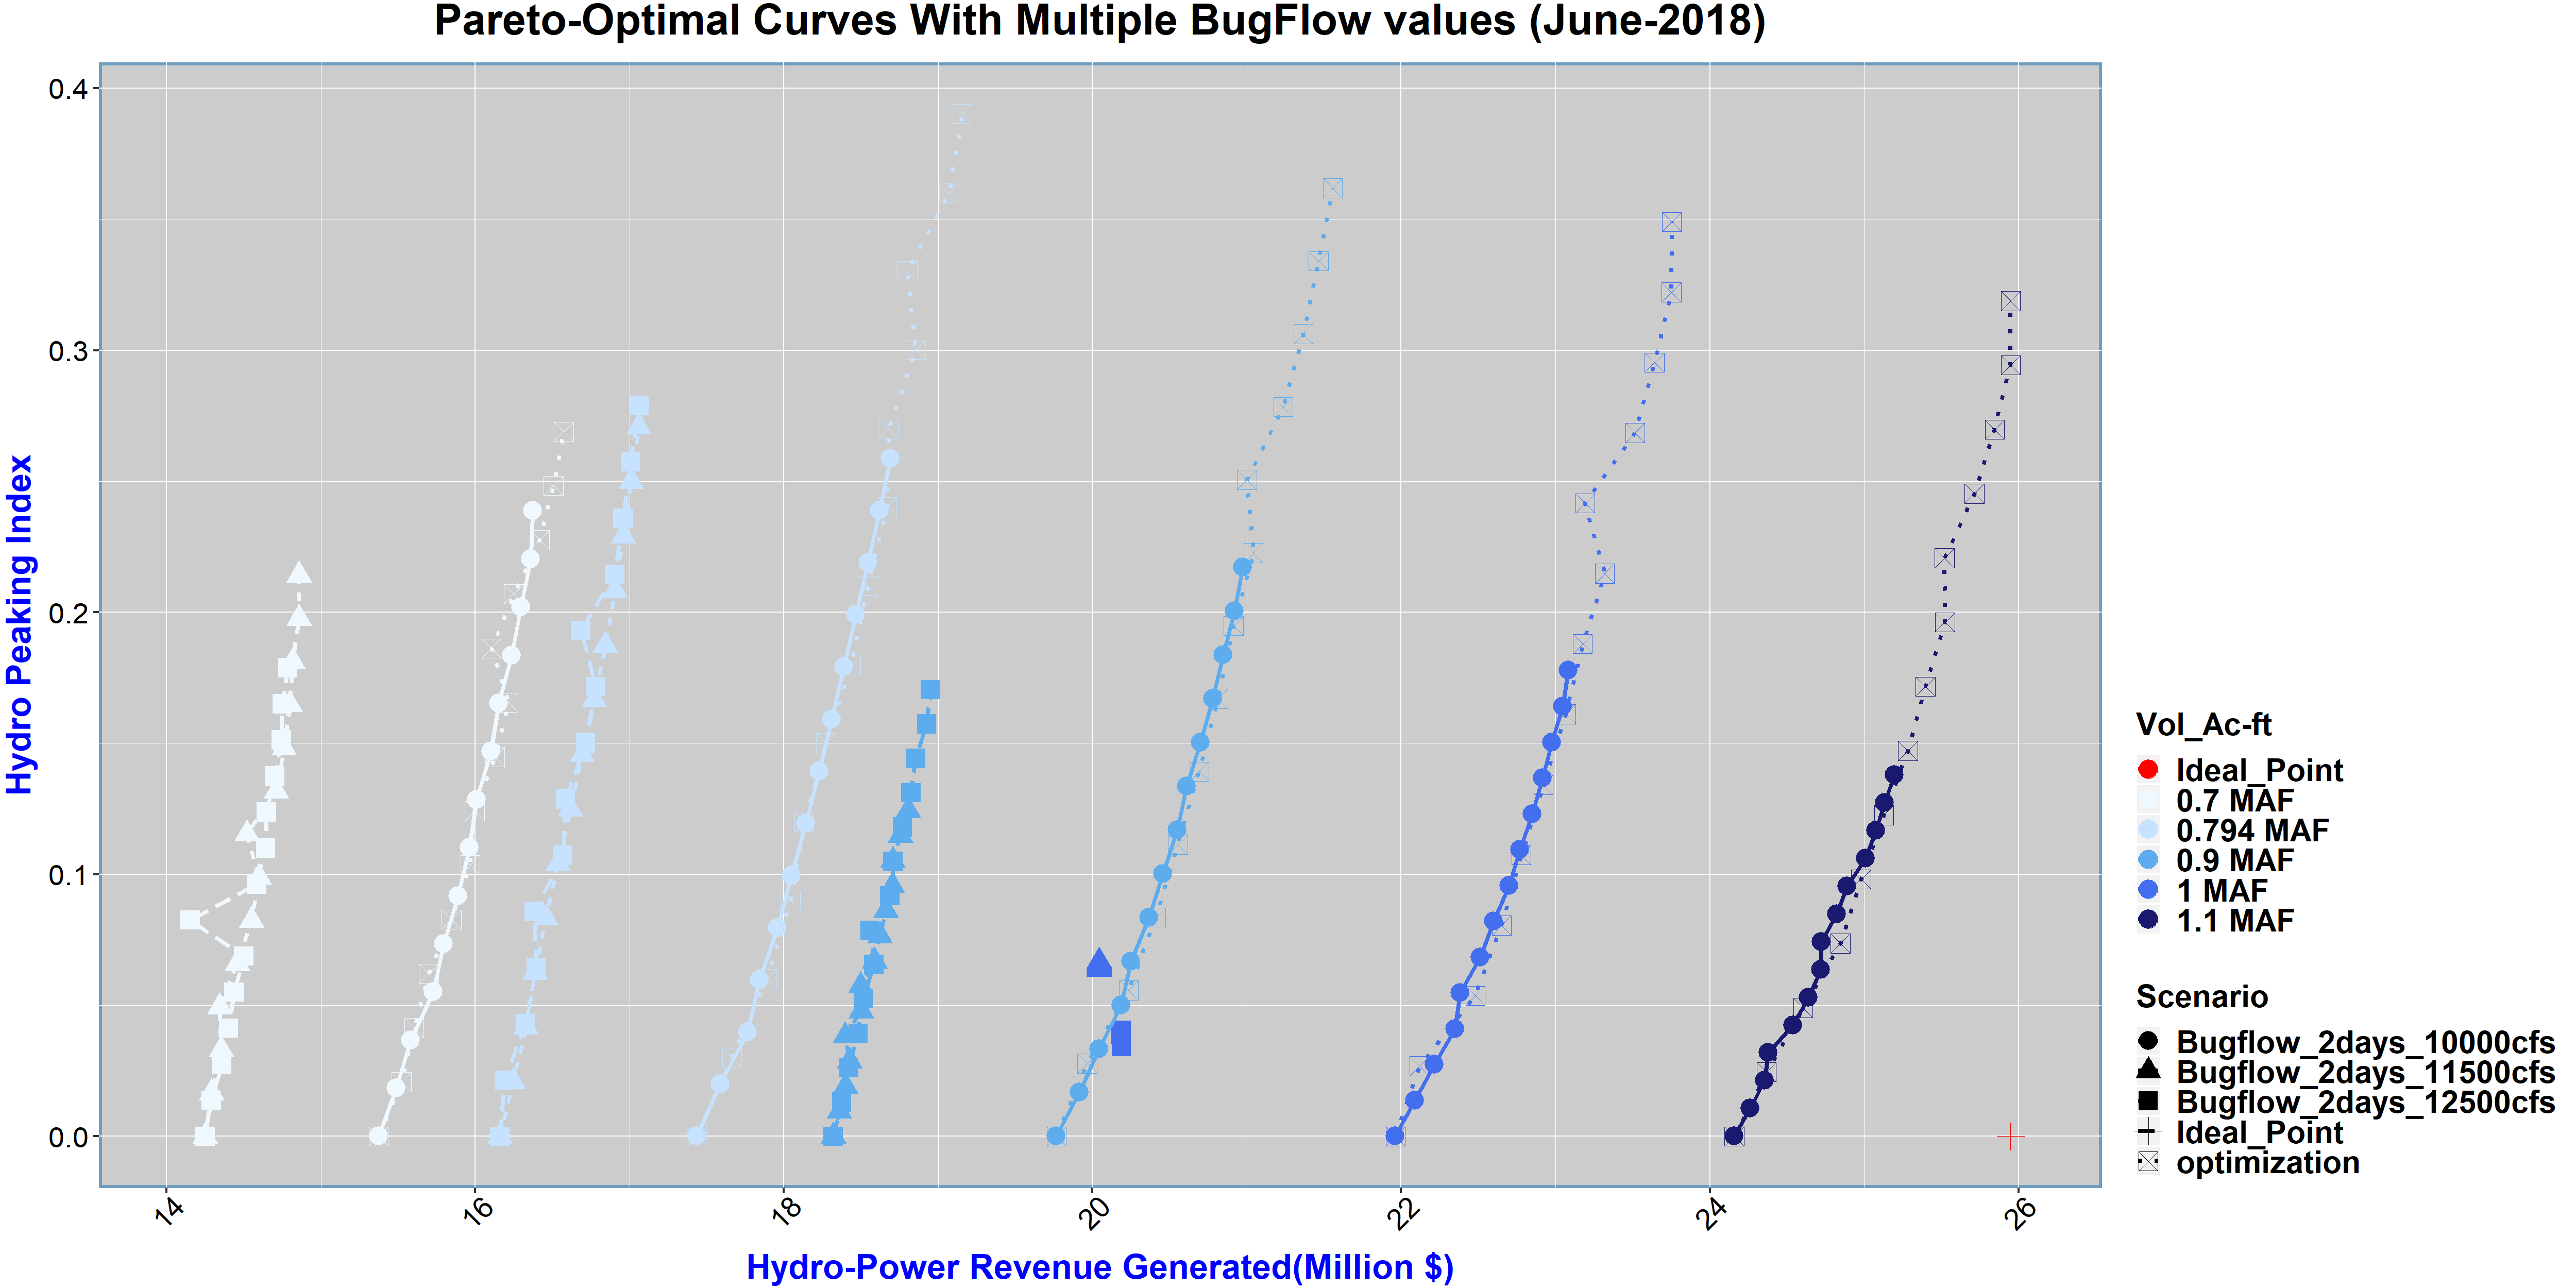 Pareto-Optimal Curves With Multiple BugFlow values (June-2018)
Hydro Peaking Index
0.4
0.3
0.2
0.1
0.0
14
16
18
20
22
24
26
Hydro-Power Revenue Generated(Million $)
Vol_Ac-ft
Ideal_Point
0.7 MAF
0.794 MAF
0.9 MAF
1 MAF
1.1 MAF
Scenario
Bugflow_2days_10000cfs
Bugflow_2days_11500cfs
Bugflow_2days_12500cfs
Ideal_Point
optimization